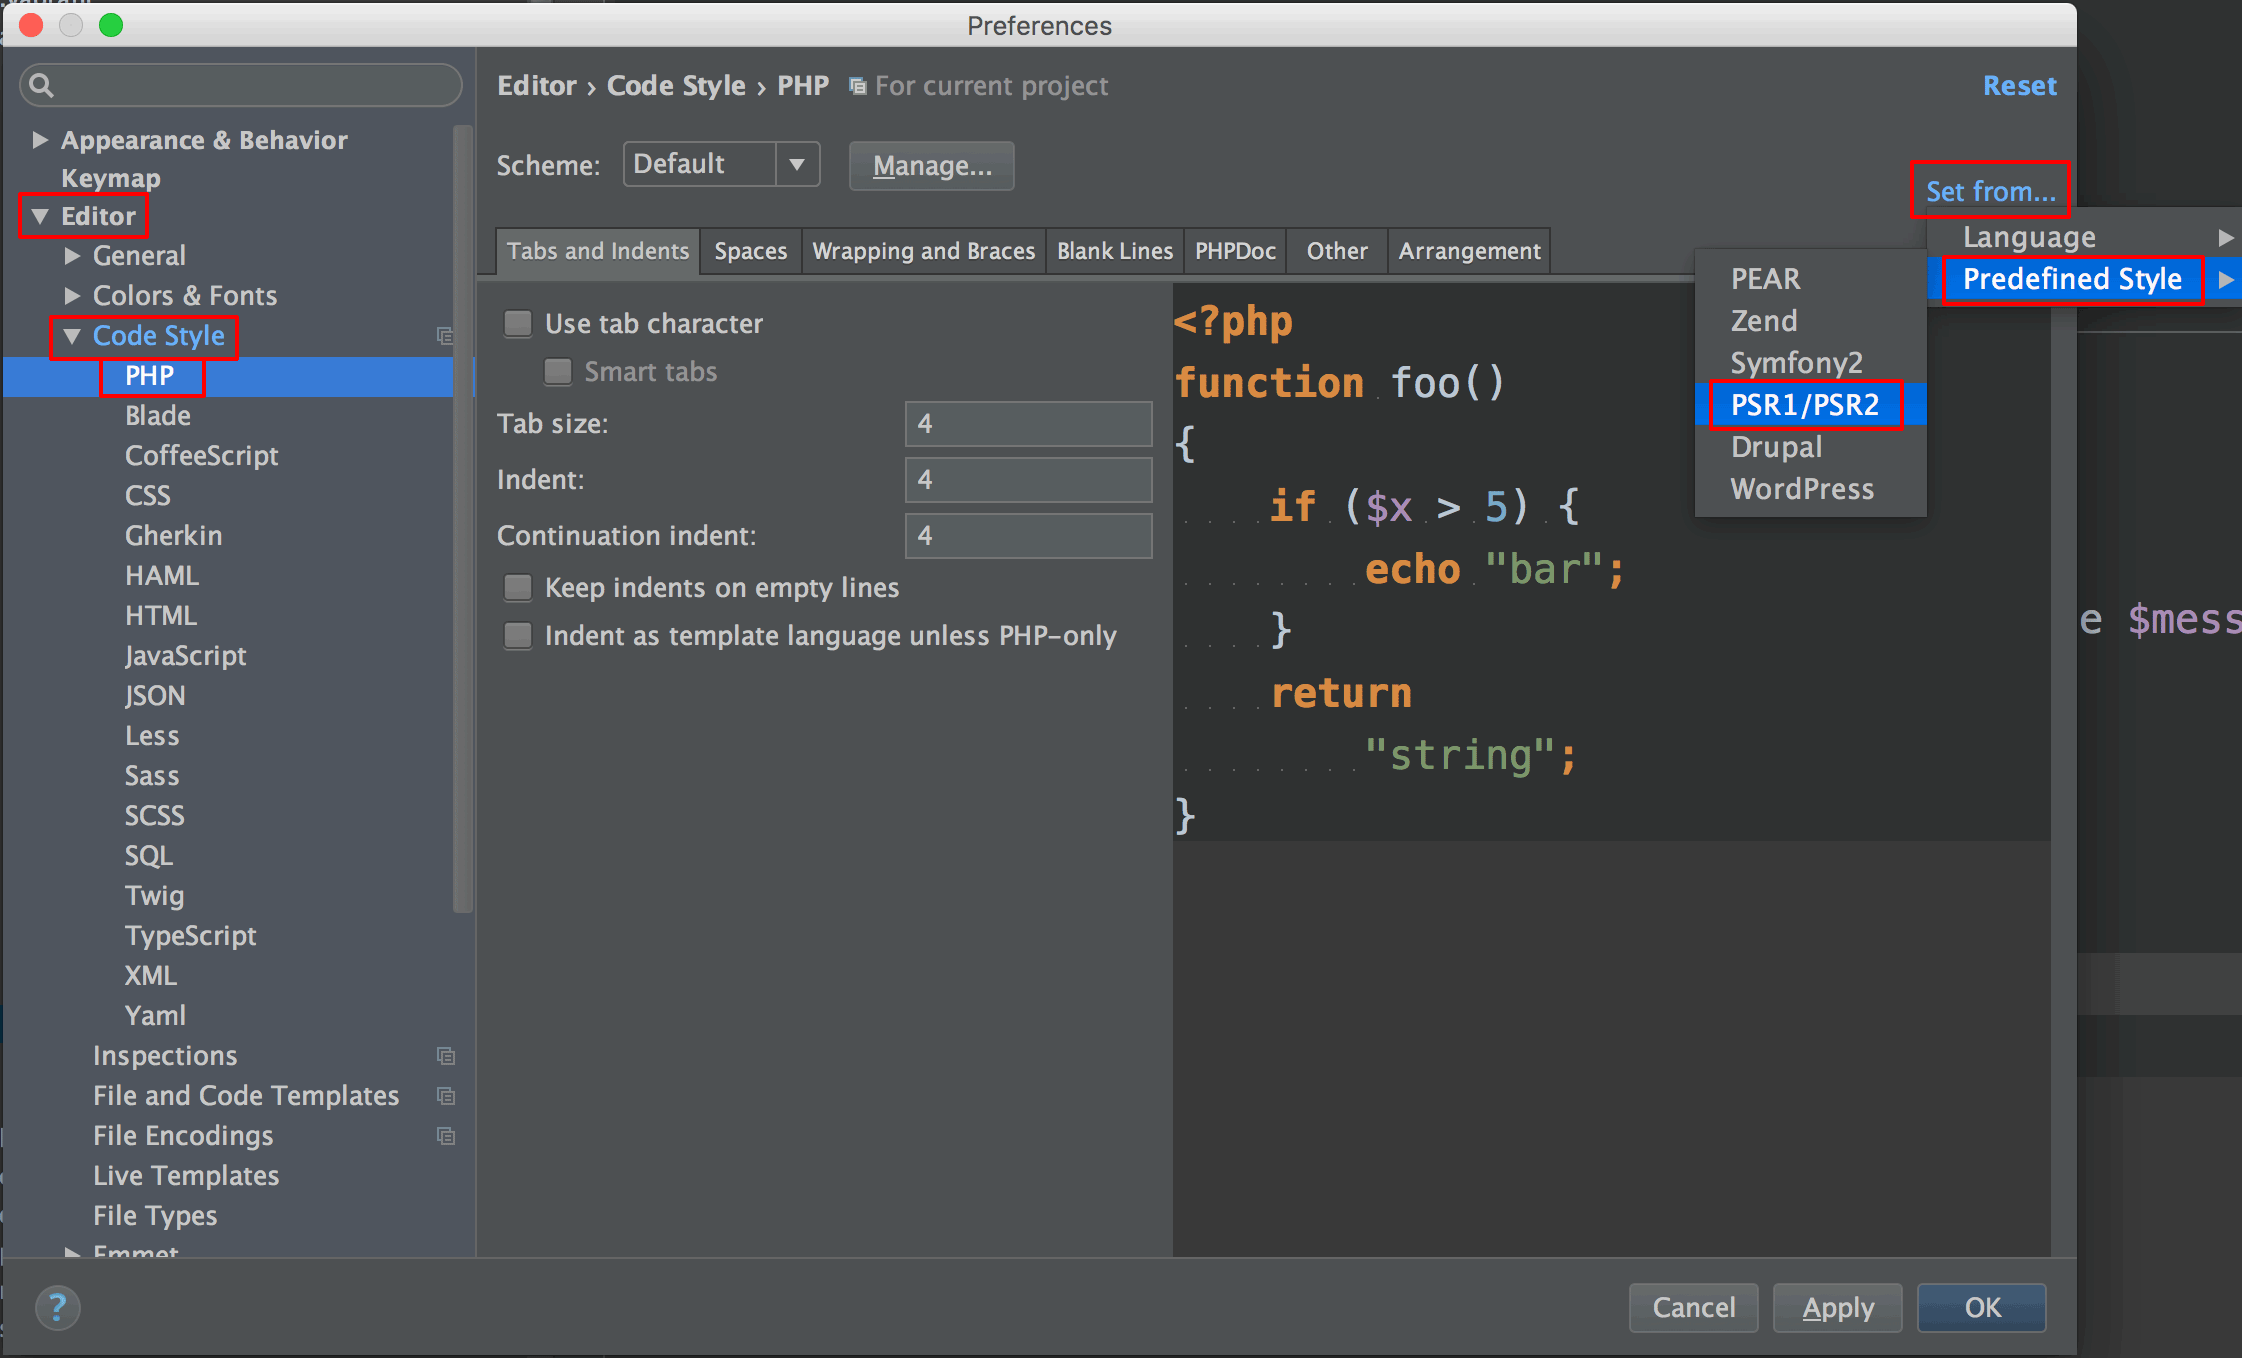 Preferences
Editor › Code Style › PHP For current project Reset
Scheme: Default Manage...
Set from...
Language
Predefined Style
PEAR
Zend
Symfony2
PSR1/PSR2
Drupal
WordPress
Appearance & Behavior
Keymap
Editor
General
Colors & Fonts
Code Style
PHP
Blade
CoffeeScript
CSS
Gherkin
HAML
HTML
JavaScript
JSON
Less
Sass
SCSS
SQL
Twig
TypeScript
XML
Yaml
Inspections
File and Code Templates
File Encodings
Live Templates
File Types
Emmet
Tabs and Indents Spaces Wrapping and Braces Blank Lines PHPDoc Other Arrangement
Use tab character
Smart tabs
Tab size: 4
Indent: 4
Continuation indent: 4
Keep indents on empty lines
Indent as template language unless PHP-only
<?php
function foo()
{
if ($x > 5) {
echo "bar";
}
return
"string";
}
e $mess
?
Cancel Apply OK